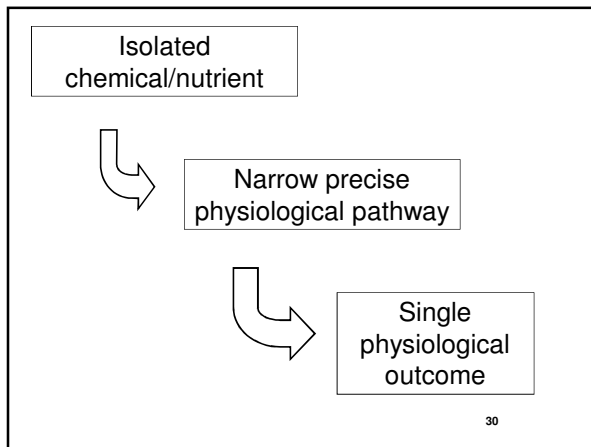 Isolated
chemical/nutrient
Narrow precise
physiological pathway
Single
physiological
outcome
30